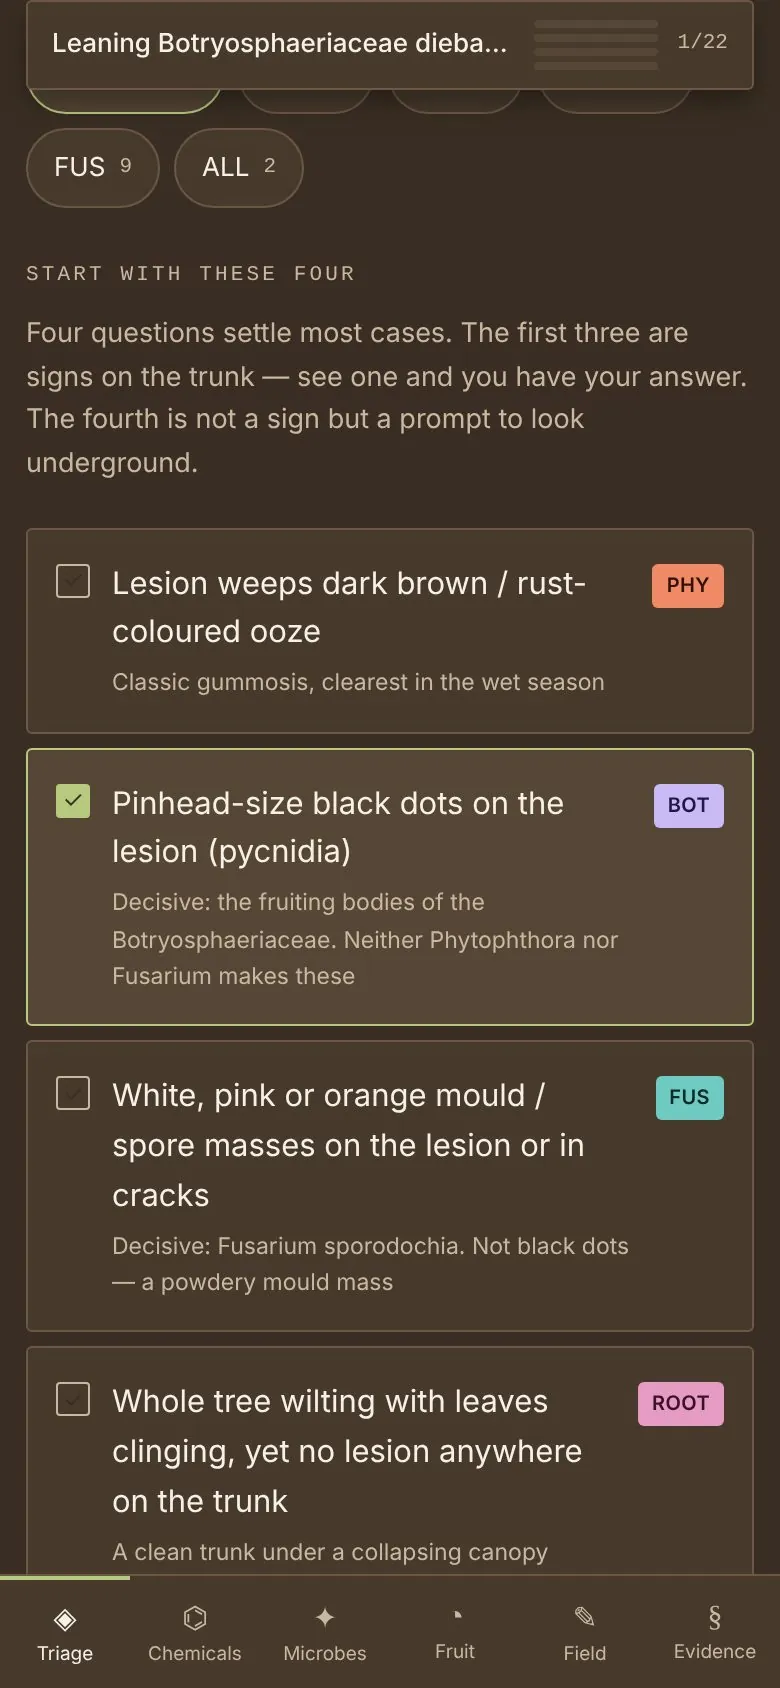 Leaning Botryosphaeriaceae dieba...
1/22
FUS 9
ALL 2
START WITH THESE FOUR
Four questions settle most cases. The first three are
signs on the trunk — see one and you have your answer.
The fourth is not a sign but a prompt to look
underground.
Lesion weeps dark brown / rust-
coloured ooze
PHY
Classic gummosis, clearest in the wet season
Pinhead-size black dots on the
lesion (pycnidia)
BOT
Decisive: the fruiting bodies of the
Botryosphaeriaceae. Neither Phytophthora nor
Fusarium makes these
White, pink or orange mould /
spore masses on the lesion or in
cracks
FUS
Decisive: Fusarium sporodochia. Not black dots
— a powdery mould mass
Whole tree wilting with leaves
clinging, yet no lesion anywhere
on the trunk
ROOT
A clean trunk under a collapsing canopy
Triage
Chemicals
Microbes
Fruit
Field
§
Evidence